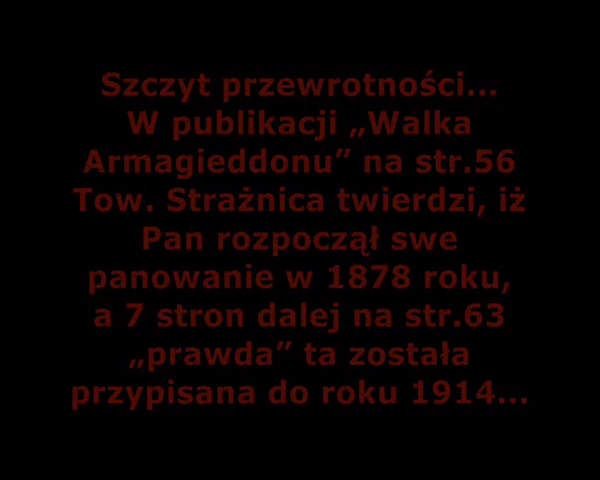 Szczyt przewrotności...
W publikacji „Walka
Armagieddonu” na str.56
Tow. Strażnica twierdzi, iż
Pan rozpoczął swe
panowanie w 1878 roku,
a 7 stron dalej na str.63
„prawda” ta została
przypisana do roku 1914...